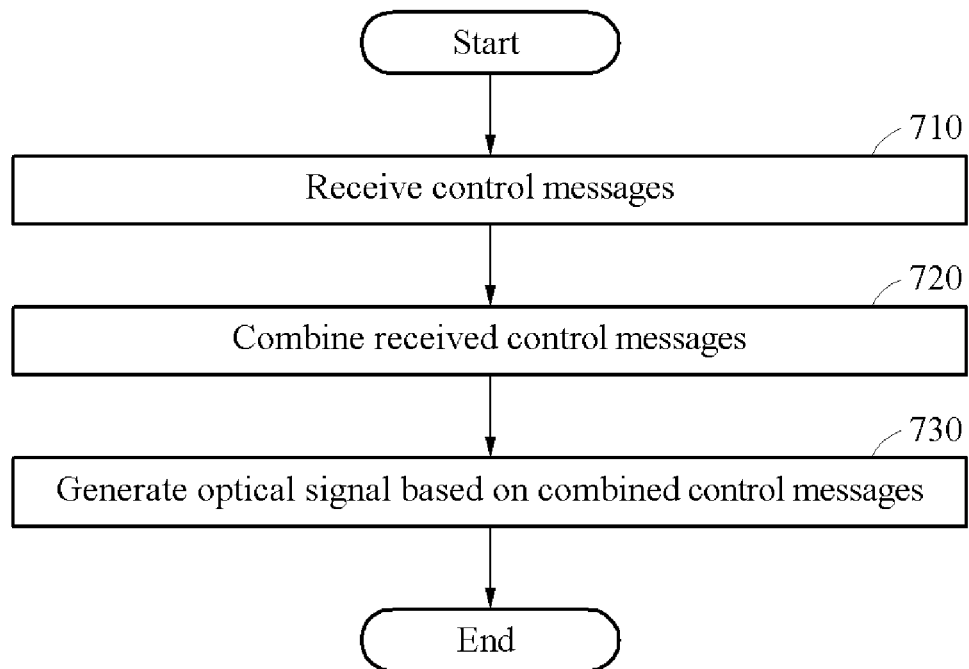 Start
710
Receive control messages
720
Combine received control messages
730
Generate optical signal based on combined control messages
End